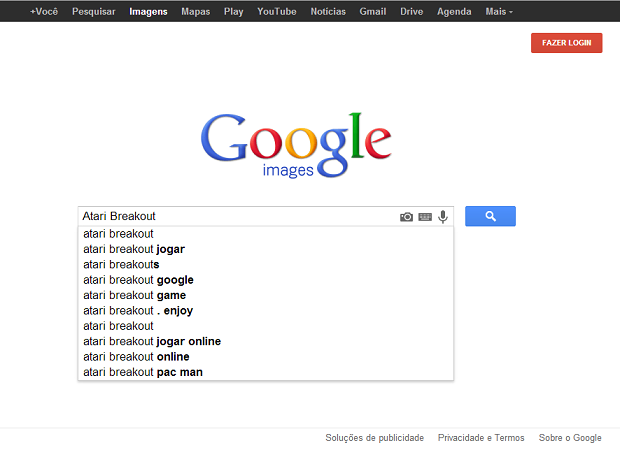 +Você Pesquisar Imagens Mapas Play YouTube Notícias Gmail Drive Agenda Mais
FAZER LOGIN
Google
images
Atari Breakout
atari breakout
atari breakout jogar
atari breakouts
atari breakout google
atari breakout game
atari breakout . enjoy
atari breakout
atari breakout jogar online
atari breakout online
atari breakout pac man
Soluções de publicidade Privacidade e Termos Sobre o Google